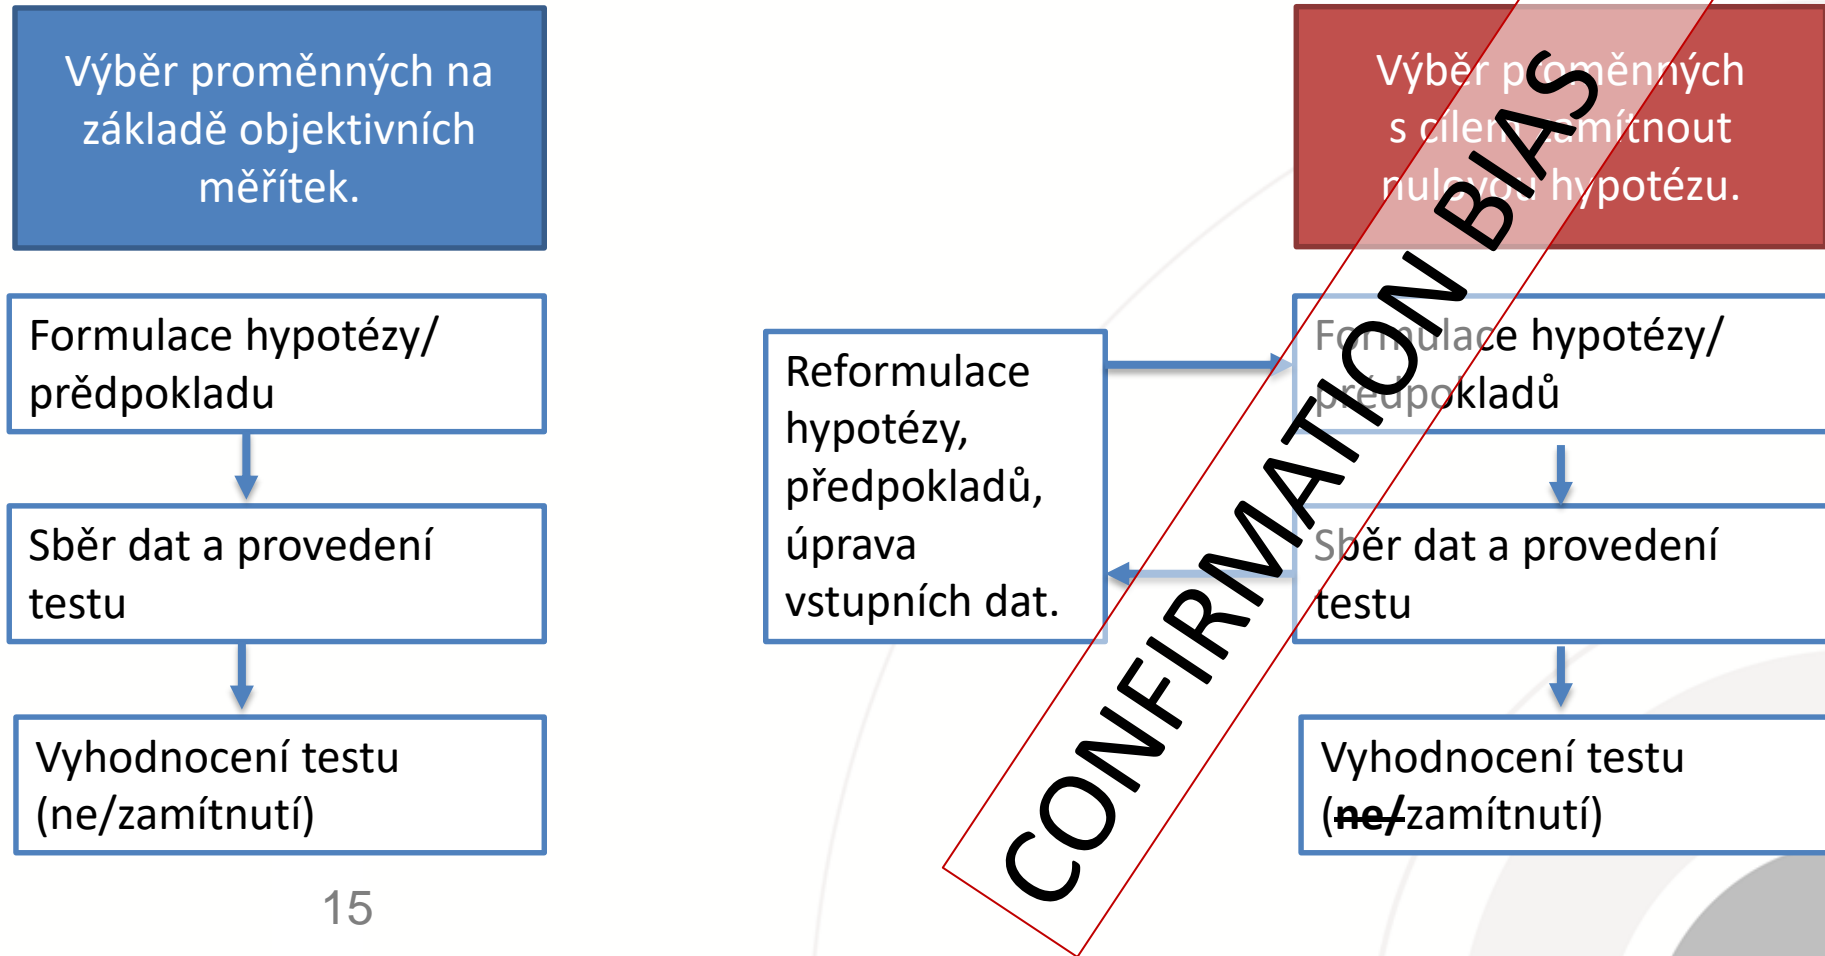 Výběr proměnných na
základě objektivních
měřítek.
Formulace hypotézy/
prědpokladu
Sběr dat a provedení
testu
Vyhodnocení testu
(ne/zamítnutí)
15
Reformulace
hypotézy,
předpokladů,
úprava
vstupních dat.
Výběr proměnných
s cílem zamítnout
nulovou hypotézu.
Formulace hypotézy/
prědpokladů
Sběr dat a provedení
testu
Vyhodnocení testu
(ne/zamítnutí)
CONFIRMATION BIAS